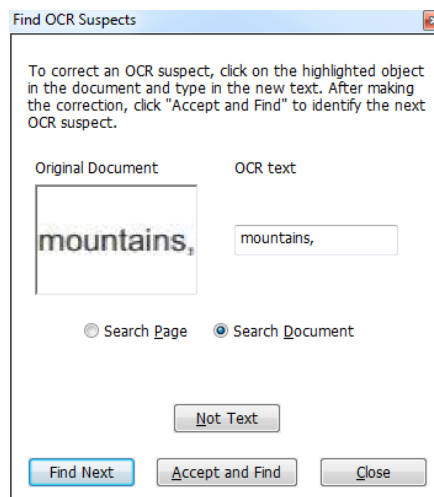 Find OCR Suspects
To correct an OCR suspect, click on the highlighted object
in the document and type in the new text. After making
the correction, click "Accept and Find" to identify the next
OCR suspect.
Original Document
OCR text
mountains,
mountains,
Search Page
Search Document
Not Text
Find Next
Accept and Find
Close